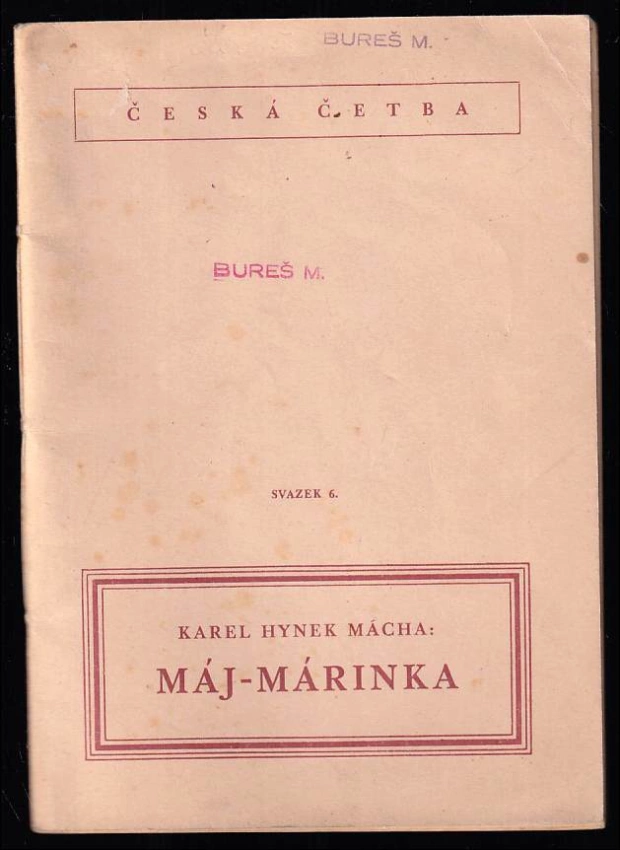 BUREŠ M.
ČESKÁ ČETBA
BUREŠ M.
SVAZEK 6.
KAREL HYNEK MÁCHA:
MÁJ-MÁRINKA